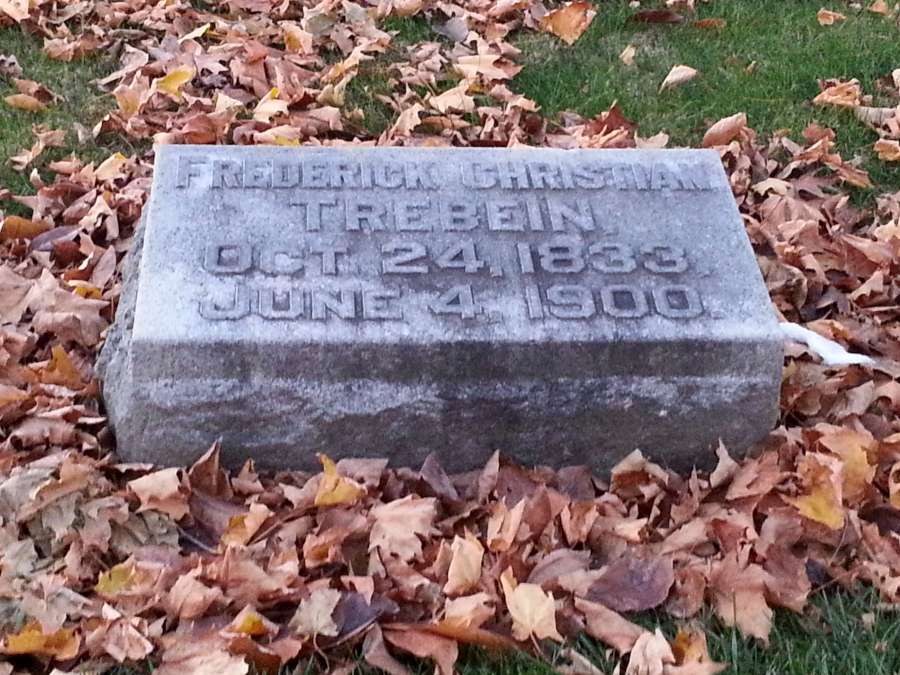 FREDERICK CHRISTIAN
TREBEIN
OCT. 24, 1833.
JUNE 4, 1900.